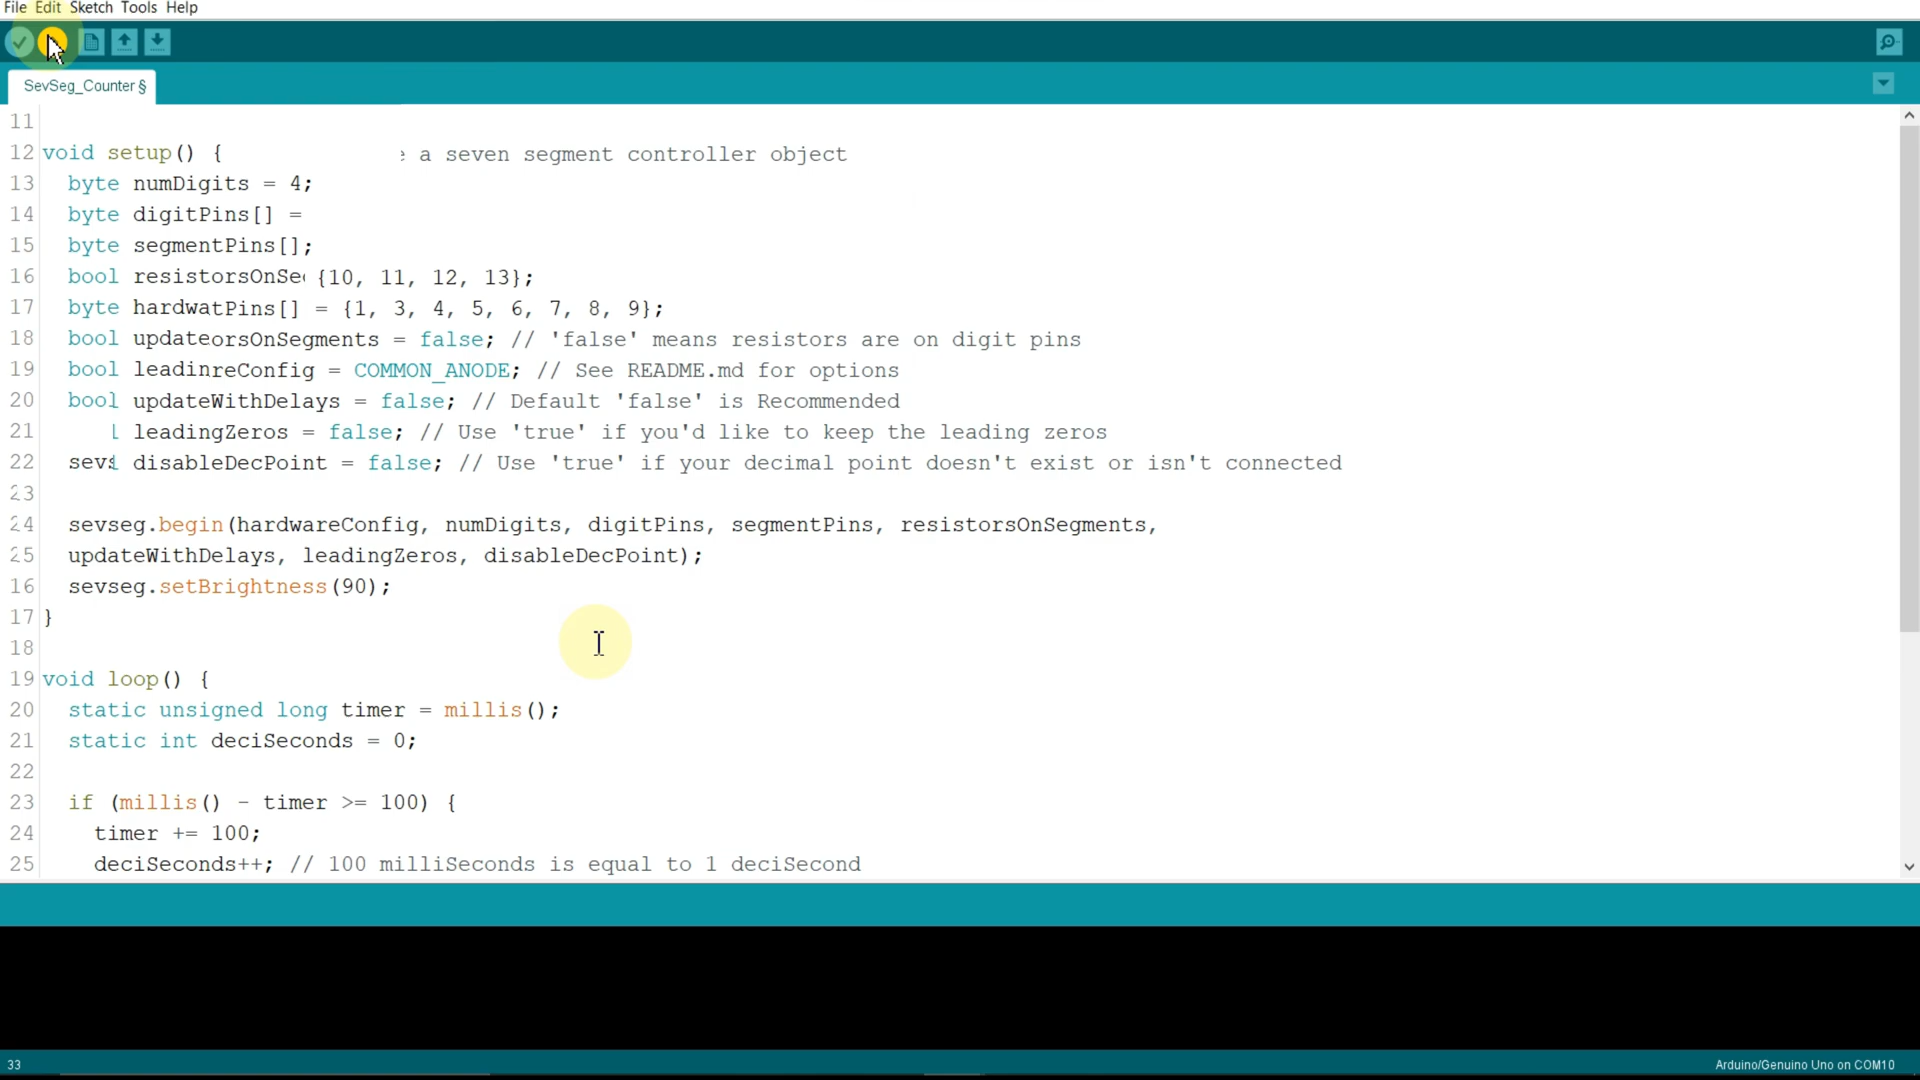 File Edit Sketch Tools Help
SevSeg_Counter §
11
12 void setup() { e a seven segment controller object
13 byte numDigits = 4;
14 byte digitPins[] =
15 byte segmentPins[];
16 bool resistorsOnSe {10, 11, 12, 13};
17 byte hardwatPins[] = {1, 3, 4, 5, 6, 7, 8, 9};
18 bool updateorsOnSegments = false; // 'false' means resistors are on digit pins
19 bool leadinreConfig = COMMON_ANODE; // See README.md for options
20 bool updateWithDelays = false; // Default 'false' is Recommended
21 leadingZeros = false; // Use 'true' if you'd like to keep the leading zeros
22 sevs disableDecPoint = false; // Use 'true' if your decimal point doesn't exist or isn't connected
23
24 sevseg.begin(hardwareConfig, numDigits, digitPins, segmentPins, resistorsOnSegments,
25 updateWithDelays, leadingZeros, disableDecPoint);
16 sevseg.setBrightness(90);
17 }
18
19 void loop() {
20 static unsigned long timer = millis();
21 static int deciSeconds = 0;
22
23 if (millis() - timer >= 100) {
24 timer += 100;
25 deciSeconds++; // 100 milliSeconds is equal to 1 deciSecond
33
Arduino/Genuino Uno on COM10